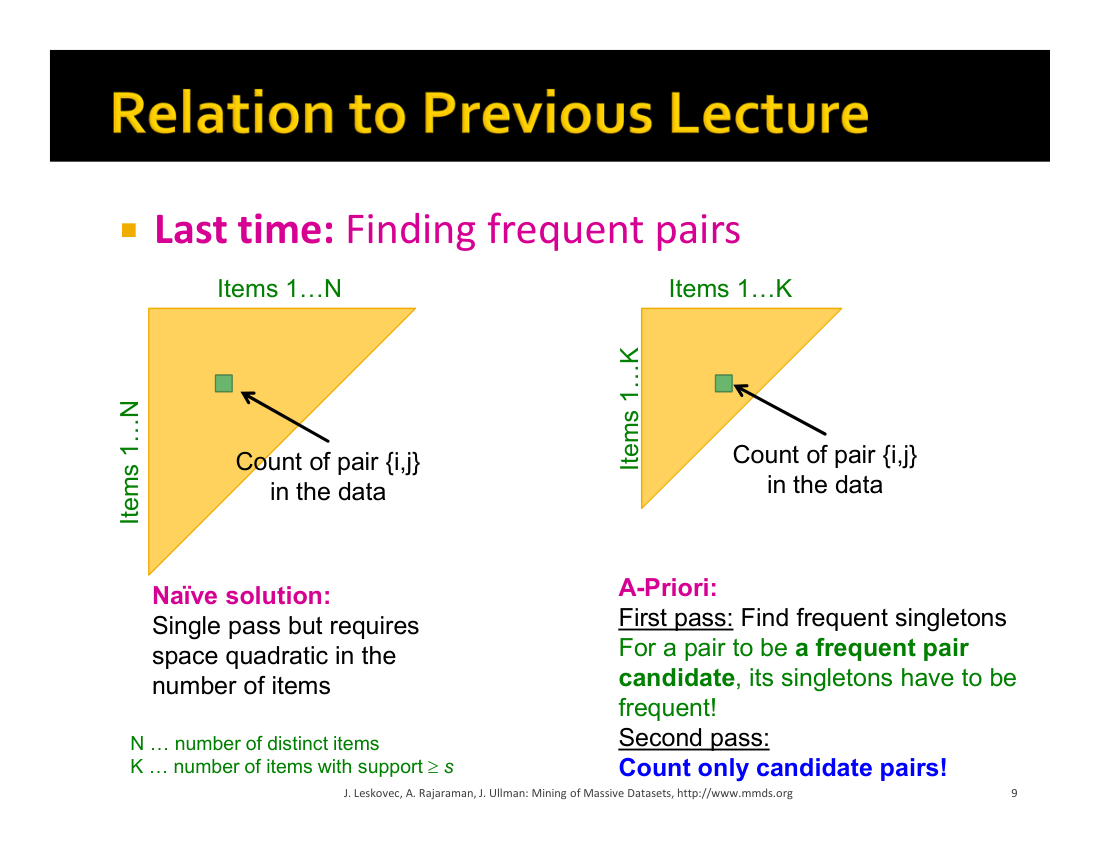 Relation to Previous Lecture
Last time: Finding frequent pairs
Items 1…N
Items 1…N
Count of pair {i,j}
in the data
Naïve solution:
Single pass but requires
space quadratic in the
number of items
N … number of distinct items
K … number of items with support ≥ s
Items 1…K
Items 1…K
Count of pair {i,j}
in the data
A-Priori:
First pass: Find frequent singletons
For a pair to be a frequent pair
candidate, its singletons have to be
frequent!
Second pass:
Count only candidate pairs!
J. Leskovec, A. Rajaraman, J. Ullman: Mining of Massive Datasets, http://www.mmds.org
9